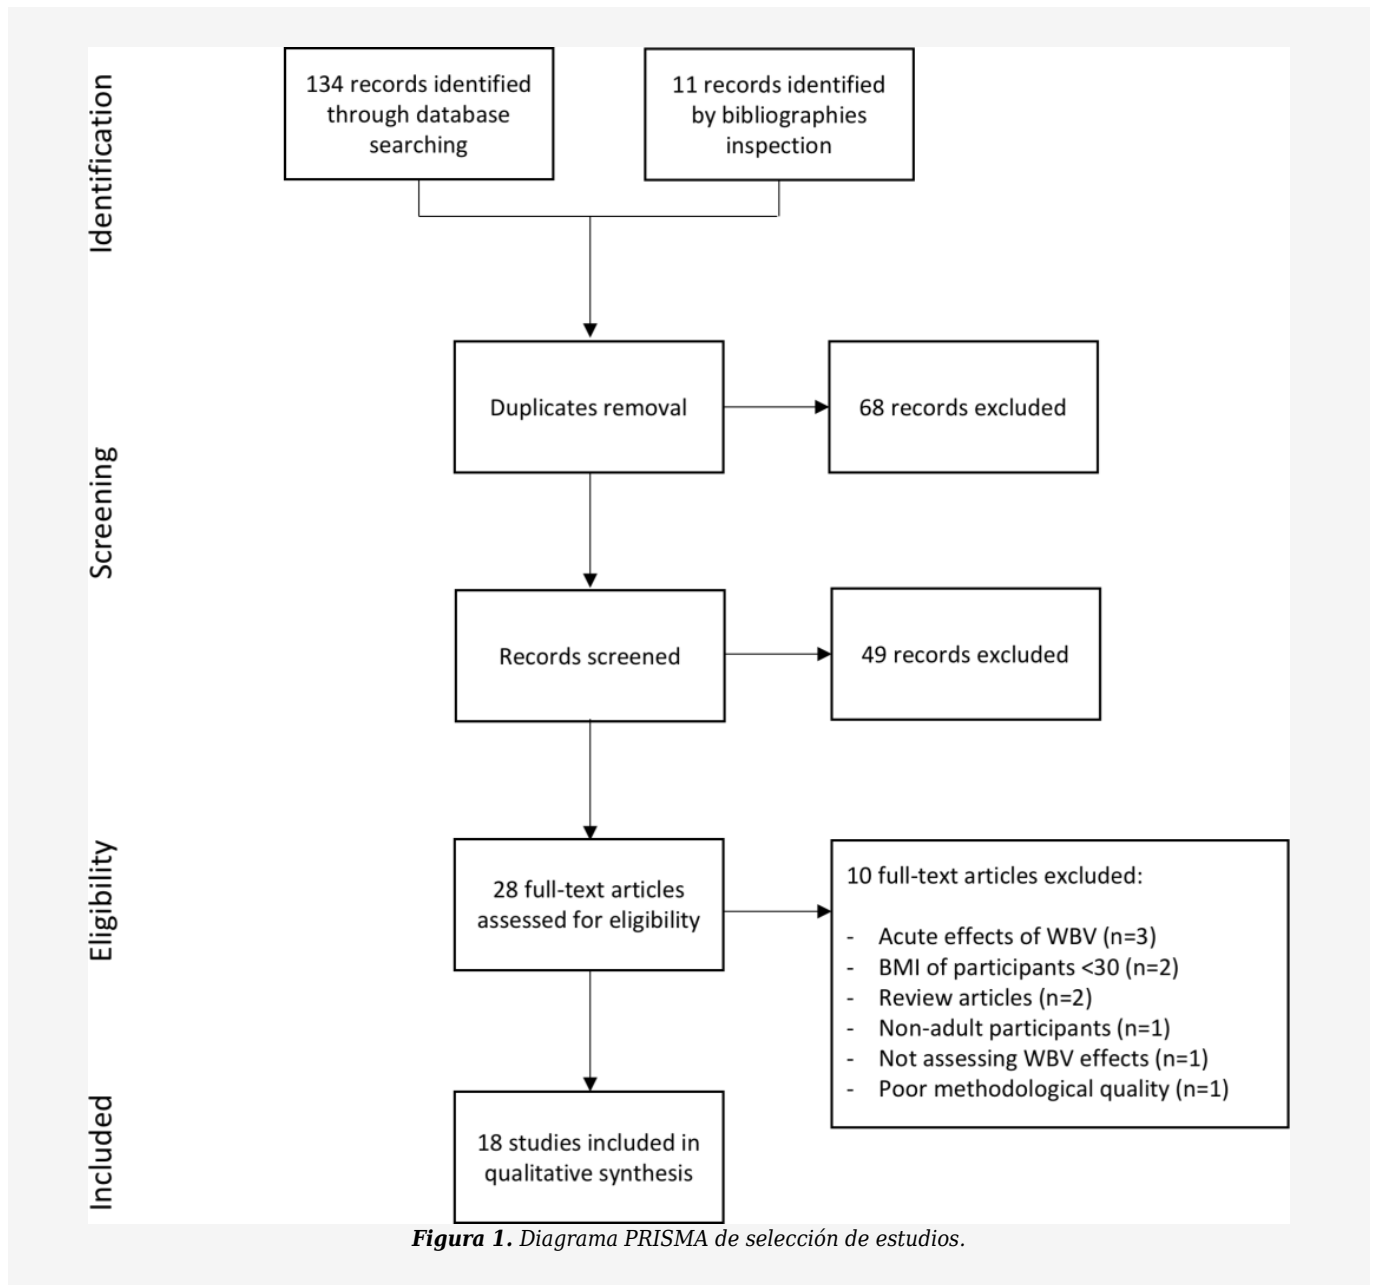 Identification
134 records identified
through database
searching
11 records identified
by bibliographies
inspection
Screening
Duplicates removal
68 records excluded
Records screened
49 records excluded
Eligibility
28 full-text articles
assessed for eligibility
10 full-text articles excluded:
- Acute effects of WBV (n=3)
- BMI of participants <30 (n=2)
- Review articles (n=2)
- Non-adult participants (n=1)
- Not assessing WBV effects (n=1)
- Poor methodological quality (n=1)
Included
18 studies included in
qualitative synthesis
Figura 1. Diagrama PRISMA de selección de estudios.